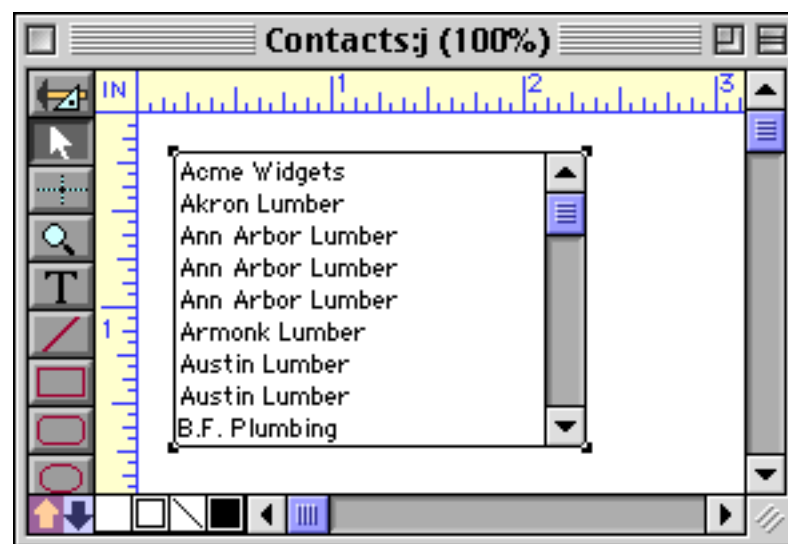 Contacts:j (100%)
IN 1 2 3
Acme Widgets
Akron Lumber
Ann Arbor Lumber
Ann Arbor Lumber
Ann Arbor Lumber
T
Armonk Lumber
1
Austin Lumber
Austin Lumber
B.F. Plumbing